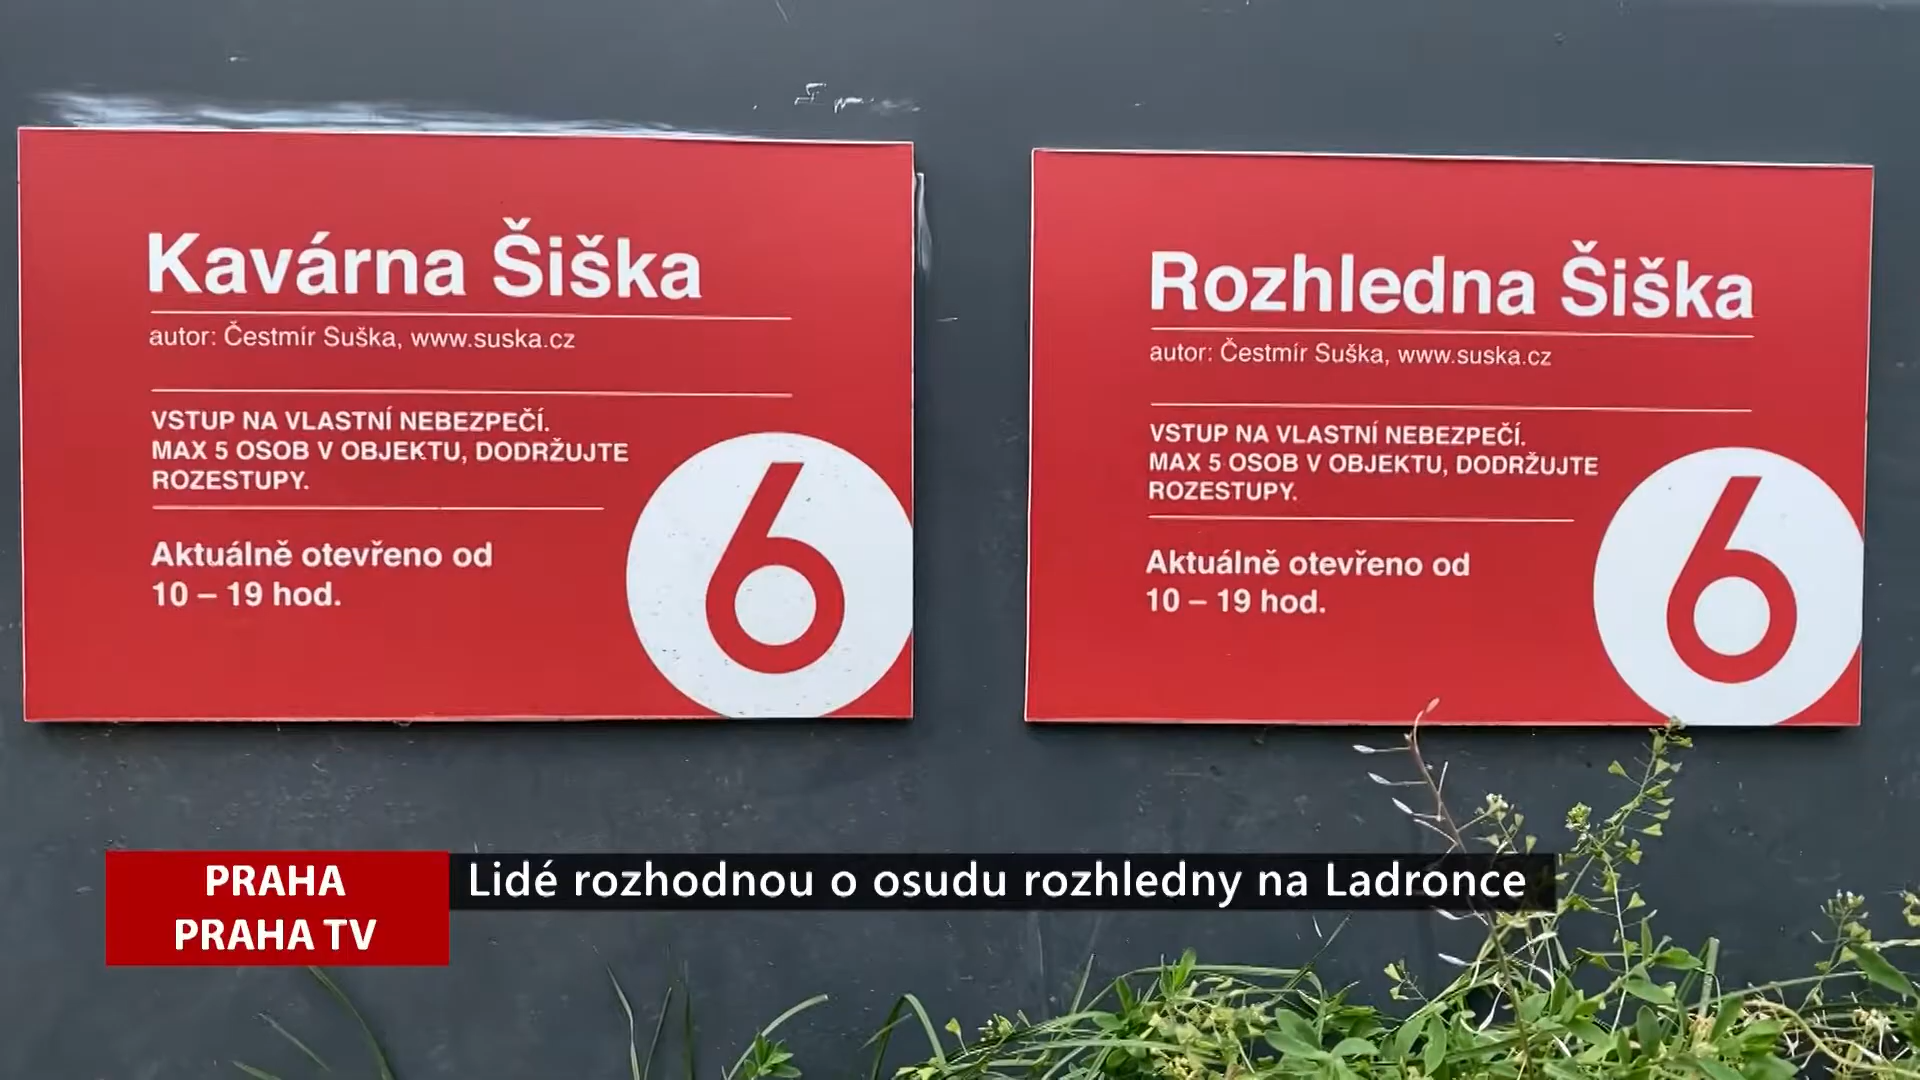 Kavárna Šiška
autor: Čestmír Suška, www.suska.cz
VSTUP NA VLASTNÍ NEBEZPEČÍ.
MAX 5 OSOB V OBJEKTU, DODRŽUJTE
ROZESTUPY.
Aktuálně otevřeno od
10 – 19 hod.
6
Rozhledna Šiška
autor: Čestmír Suška, www.suska.cz
VSTUP NA VLASTNÍ NEBEZPEČÍ.
MAX 5 OSOB V OBJEKTU, DODRŽUJTE
ROZESTUPY.
Aktuálně otevřeno od
10 – 19 hod.
6
PRAHA
PRAHA TV
Lidé rozhodnou o osudu rozhledny na Ladronce